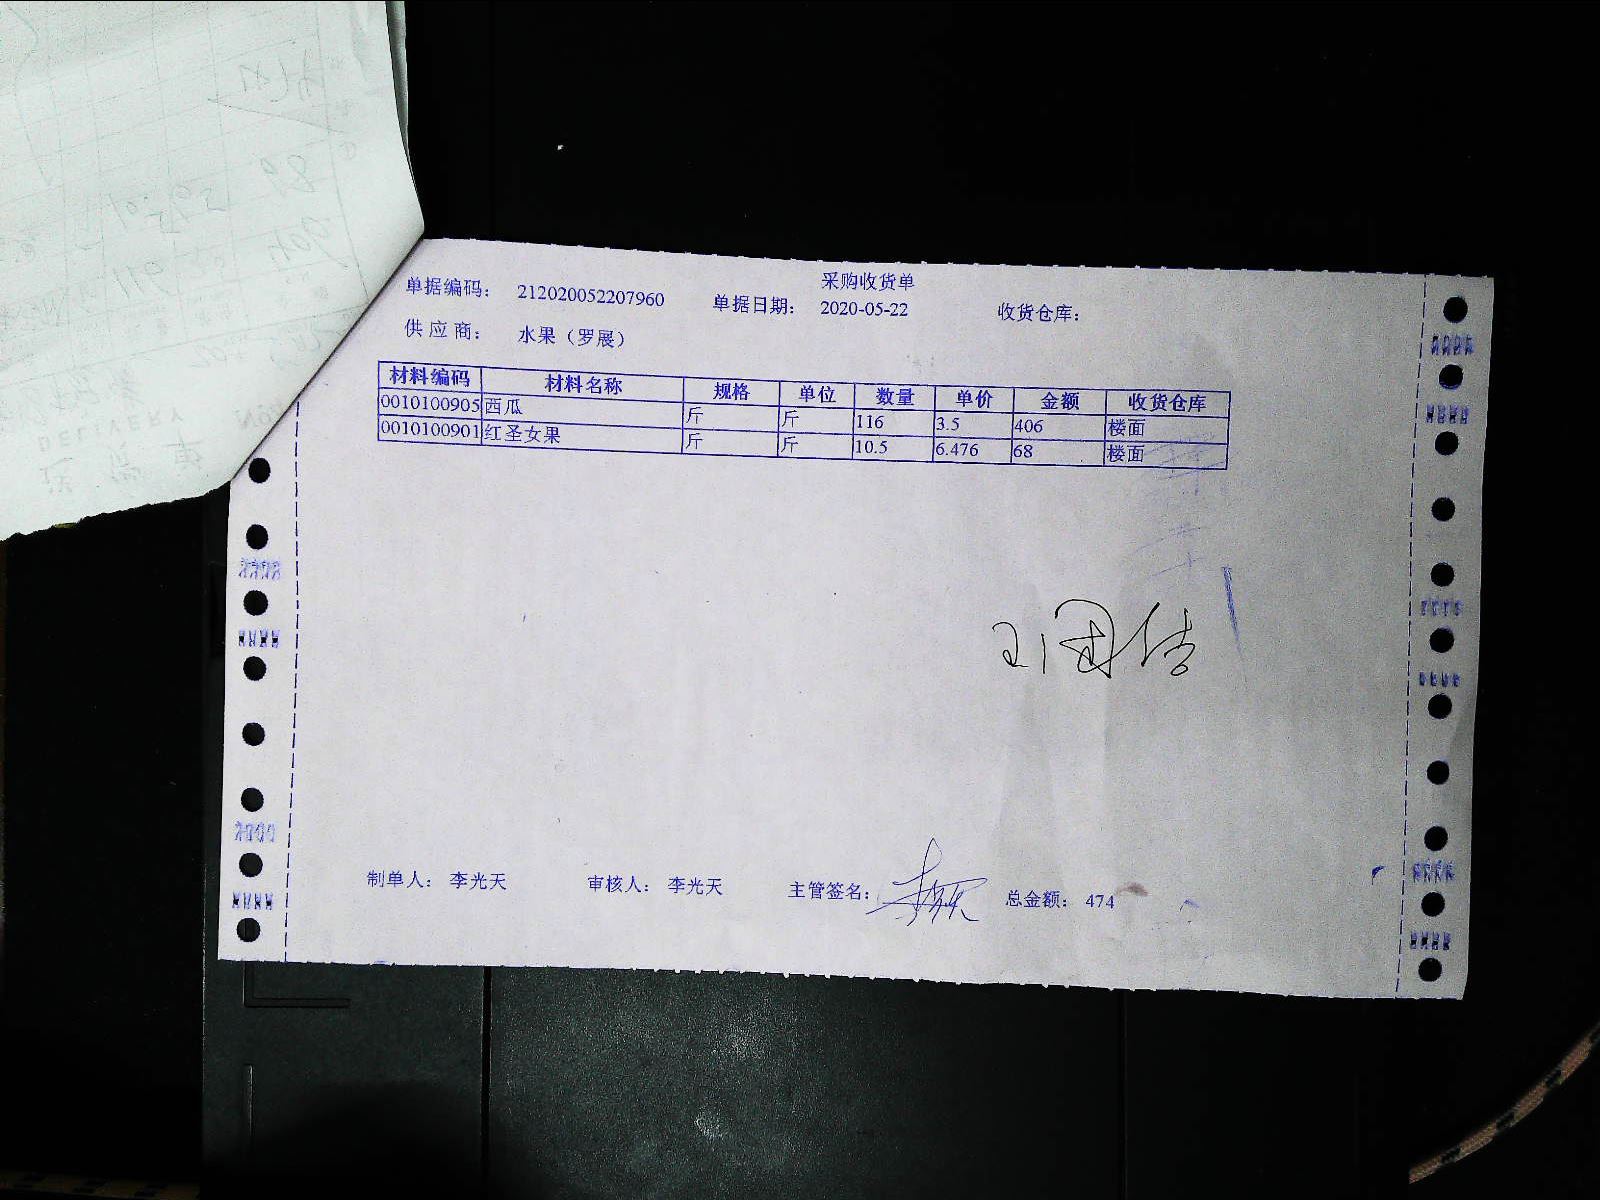 采购收货单
单据编码： 212020052207960 单据日期： 2020-05-22 收货仓库：
供应商： 水果（罗展）
材料编码 材料名称 规格 单位 数量 单价 金额 收货仓库
0010100905 西瓜 斤 斤 116 3.5 406 楼面
0010100901 红圣女果 斤 斤 10.5 6.476 68 楼面
制单人： 李光天 审核人： 李光天 主管签名： 总金额： 474